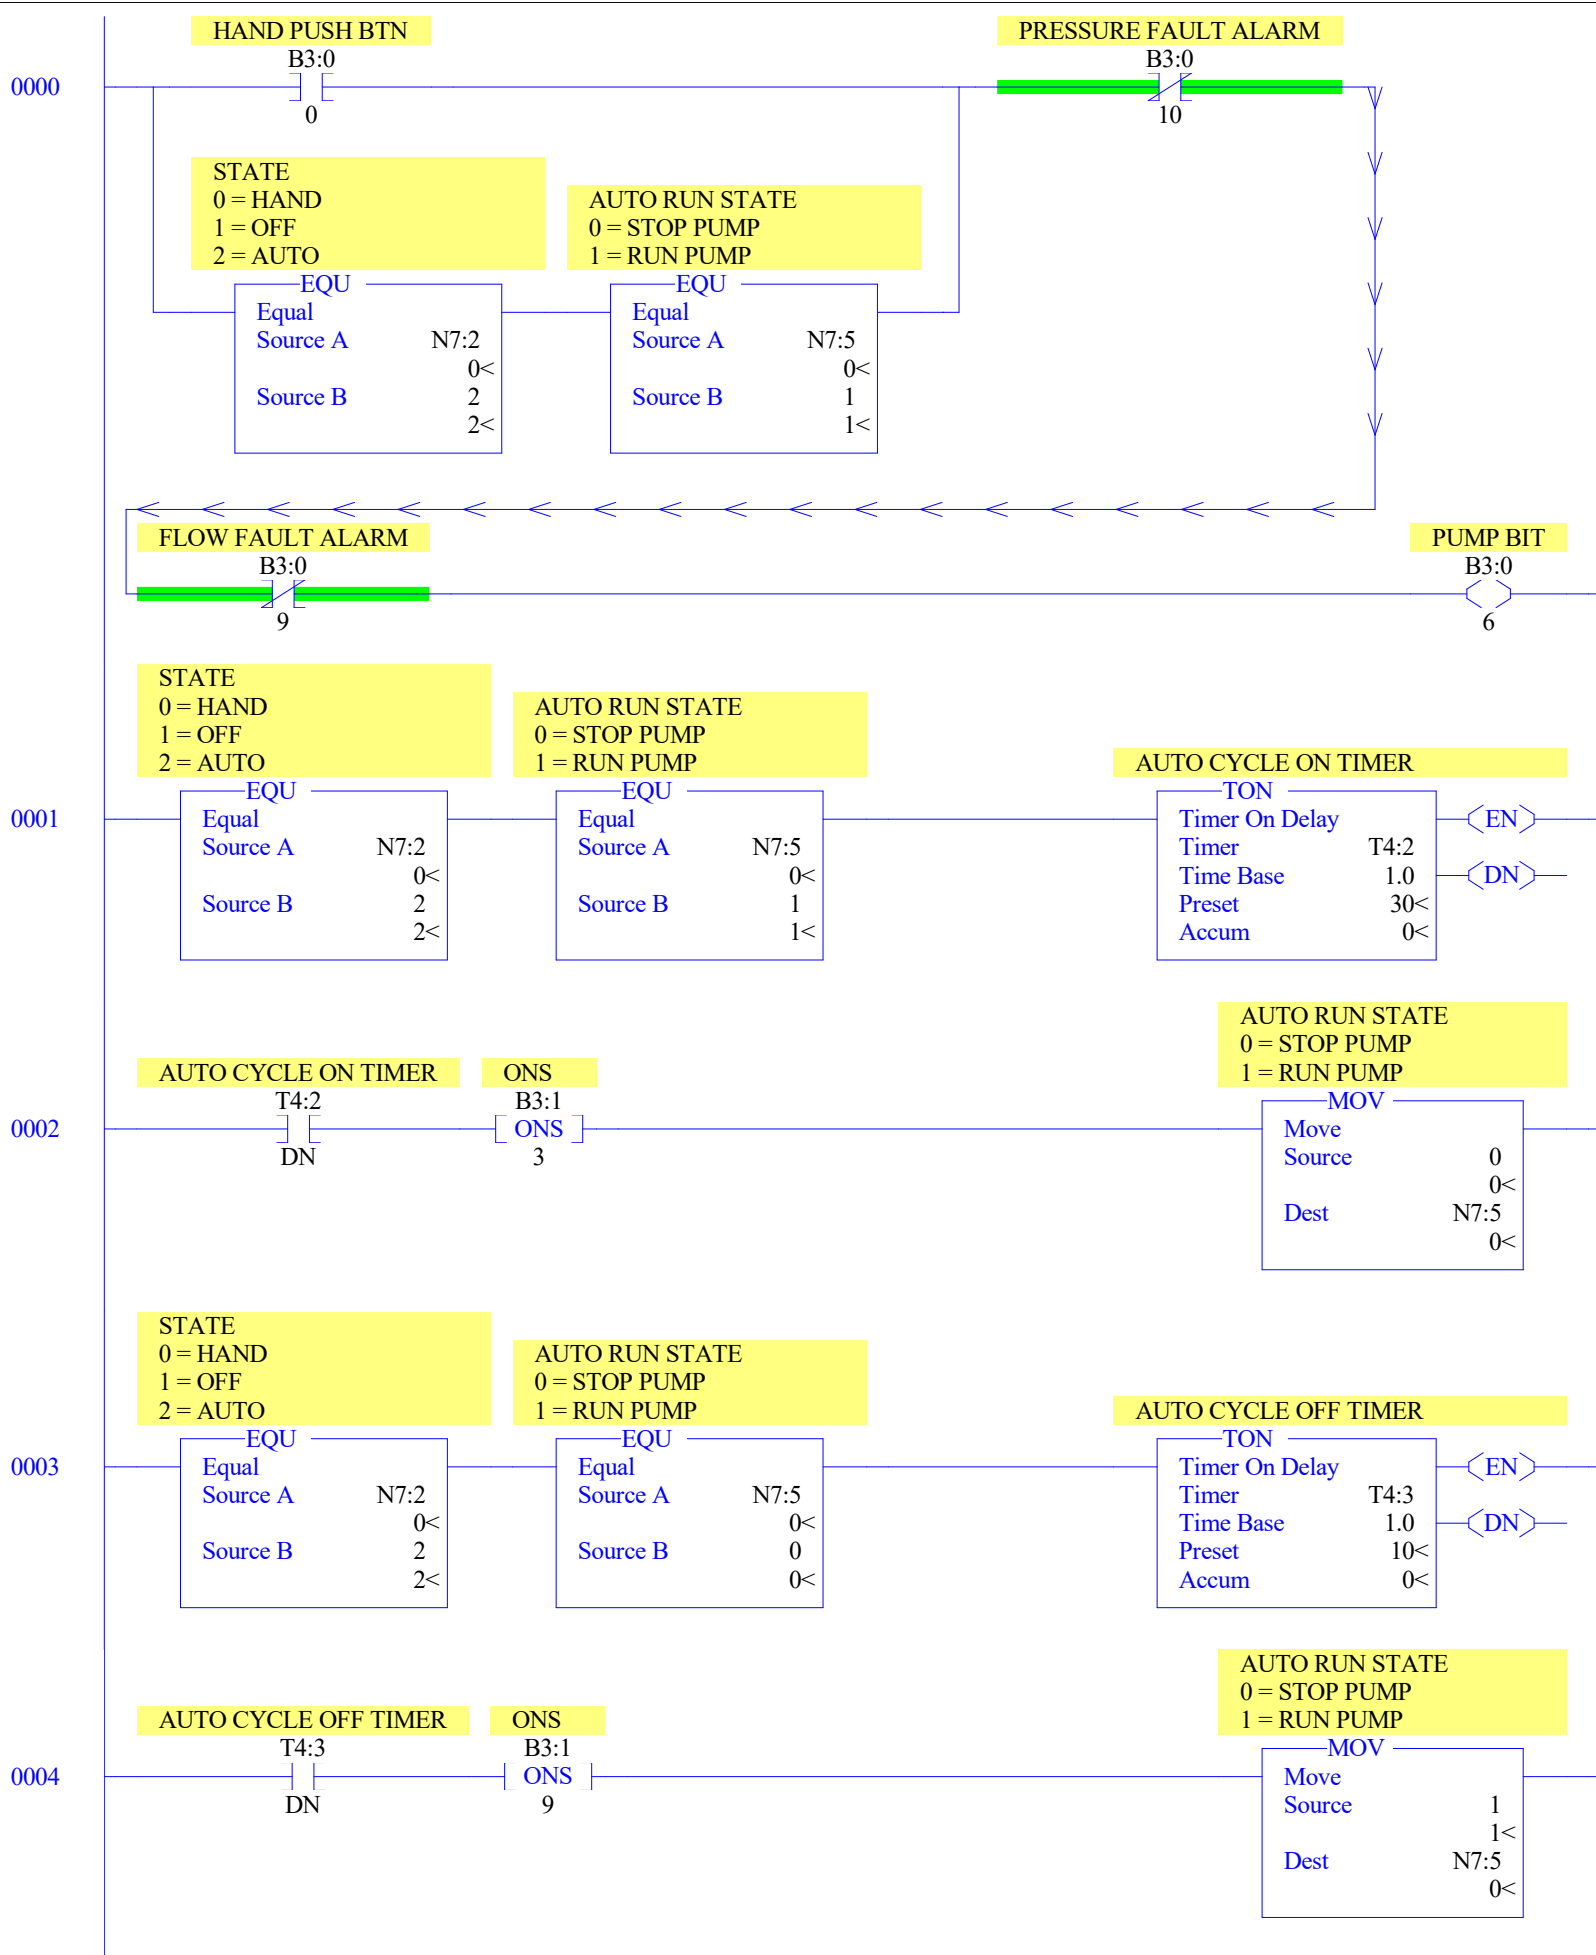 HAND PUSH BTN
B3:0
0
PRESSURE FAULT ALARM
B3:0
10
0000
STATE
0 = HAND
1 = OFF
2 = AUTO
EQU
Equal
Source A N7:2
0<
Source B 2
2<
AUTO RUN STATE
0 = STOP PUMP
1 = RUN PUMP
EQU
Equal
Source A N7:5
0<
Source B 1
1<
FLOW FAULT ALARM
B3:0
9
PUMP BIT
B3:0
6
STATE
0 = HAND
1 = OFF
2 = AUTO
0001
EQU
Equal
Source A N7:2
0<
Source B 2
2<
AUTO RUN STATE
0 = STOP PUMP
1 = RUN PUMP
EQU
Equal
Source A N7:5
0<
Source B 1
1<
AUTO CYCLE ON TIMER
TON
Timer On Delay
Timer T4:2
Time Base 1.0
Preset 30<
Accum 0<
EN
DN
0002
AUTO CYCLE ON TIMER
T4:2
DN
ONS
B3:1
ONS
3
AUTO RUN STATE
0 = STOP PUMP
1 = RUN PUMP
MOV
Move
Source 0
0<
Dest N7:5
0<
STATE
0 = HAND
1 = OFF
2 = AUTO
0003
EQU
Equal
Source A N7:2
0<
Source B 2
2<
AUTO RUN STATE
0 = STOP PUMP
1 = RUN PUMP
EQU
Equal
Source A N7:5
0<
Source B 0
0<
AUTO CYCLE OFF TIMER
TON
Timer On Delay
Timer T4:3
Time Base 1.0
Preset 10<
Accum 0<
EN
DN
0004
AUTO CYCLE OFF TIMER
T4:3
DN
ONS
B3:1
ONS
9
AUTO RUN STATE
0 = STOP PUMP
1 = RUN PUMP
MOV
Move
Source 1
1<
Dest N7:5
0<